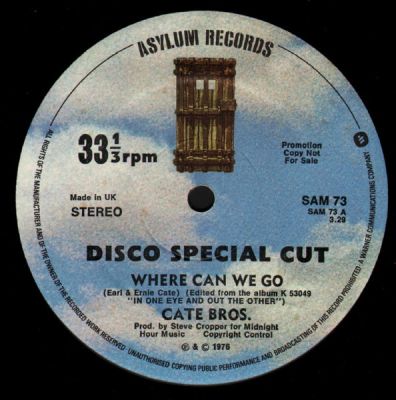 ASYLUM RECORDS
33 1/3 rpm
Promotion
Copy Not
For Sale
Made in UK
STEREO
SAM 73
SAM 73 A
3.29
DISCO SPECIAL CUT
WHERE CAN WE GO
(Earl & Ernie Cate) (Edited from the album K 53049
"IN ONE EYE AND OUT THE OTHER")
CATE BROS.
Prod. by Steve Cropper for Midnight
Hour Music Copyright Control
℗ & © 1976
ALL RIGHTS OF THE MANUFACTURER AND OF THE OWNER OF THE RECORDED WORK RESERVED · UNAUTHORISED COPYING PUBLIC PERFORMANCE AND BROADCASTING OF THIS RECORD PROHIBITED · A WARNER COMMUNICATIONS COMPANY